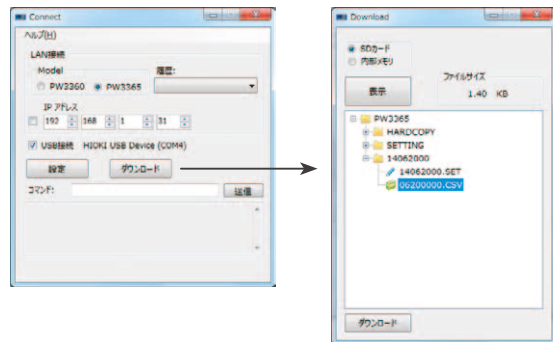 Connect
ヘルプ(H)
LAN接続
Model
履歴:
PW3360
PW3365
IP アドレス
192
168
1
31
USB接続 HIOKI USB Device (COM4)
設定
ダウンロード
コマンド:
送信
Download
SDカード
内部メモリ
表示
ファイルサイズ
1.40 KB
PW3365
HARDCOPY
SETTING
14062000
14062000.SET
06200000.CSV
ダウンロード